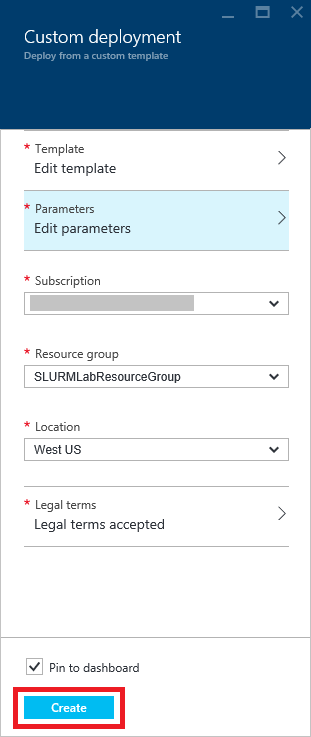 Custom deployment
Deploy from a custom template
* Template
Edit template
* Parameters
Edit parameters
* Subscription
* Resource group
SLURMLabResourceGroup
* Location
West US
* Legal terms
Legal terms accepted
Pin to dashboard
Create